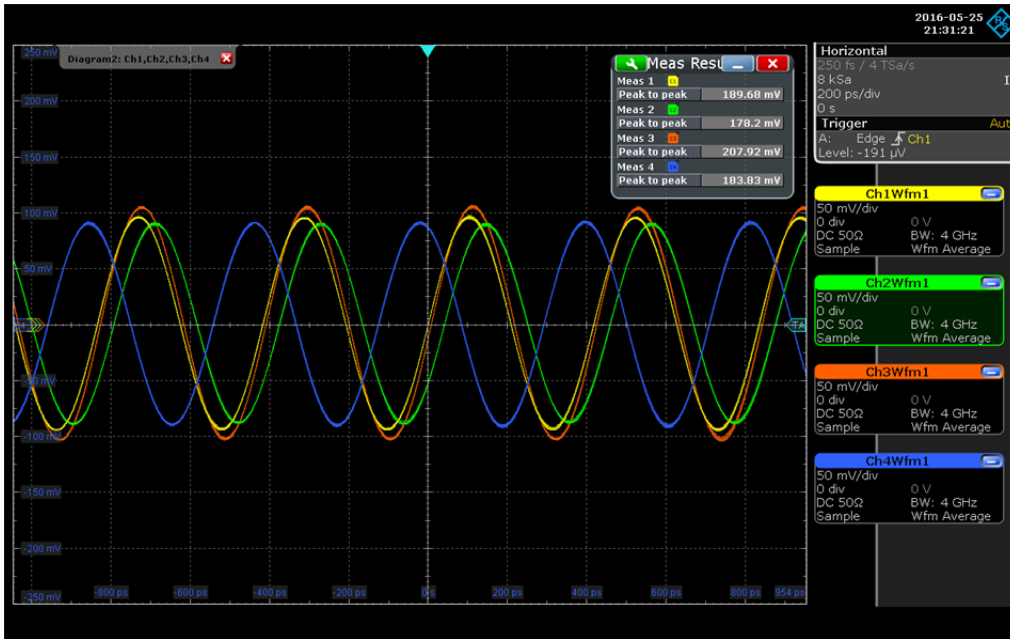 2016-05-25
21:31:21
Diagram2: Ch1,Ch2,Ch3,Ch4
250 mV
200 mV
150 mV
100 mV
50 mV
-50 mV
-100 mV
-150 mV
-200 mV
-250 mV
-800 ps
-600 ps
-400 ps
-200 ps
0 s
200 ps
400 ps
600 ps
800 ps
954 ps
TA
Meas 1 C1
Peak to peak 189.68 mV
Meas 2 C2
Peak to peak 178.2 mV
Meas 3 C3
Peak to peak 207.92 mV
Meas 4 C4
Peak to peak 183.83 mV
Horizontal
250 fs / 4 TSa/s
8 kSa
200 ps/div
0 s
Trigger Aut
A: Edge Ch1
Level: -191 µV
Ch1Wfm1
50 mV/div
0 div 0 V
DC 50Ω BW: 4 GHz
Sample Wfm Average
Ch2Wfm1
50 mV/div
0 div 0 V
DC 50Ω BW: 4 GHz
Sample Wfm Average
Ch3Wfm1
50 mV/div
0 div 0 V
DC 50Ω BW: 4 GHz
Sample Wfm Average
Ch4Wfm1
50 mV/div
0 div 0 V
DC 50Ω BW: 4 GHz
Sample Wfm Average